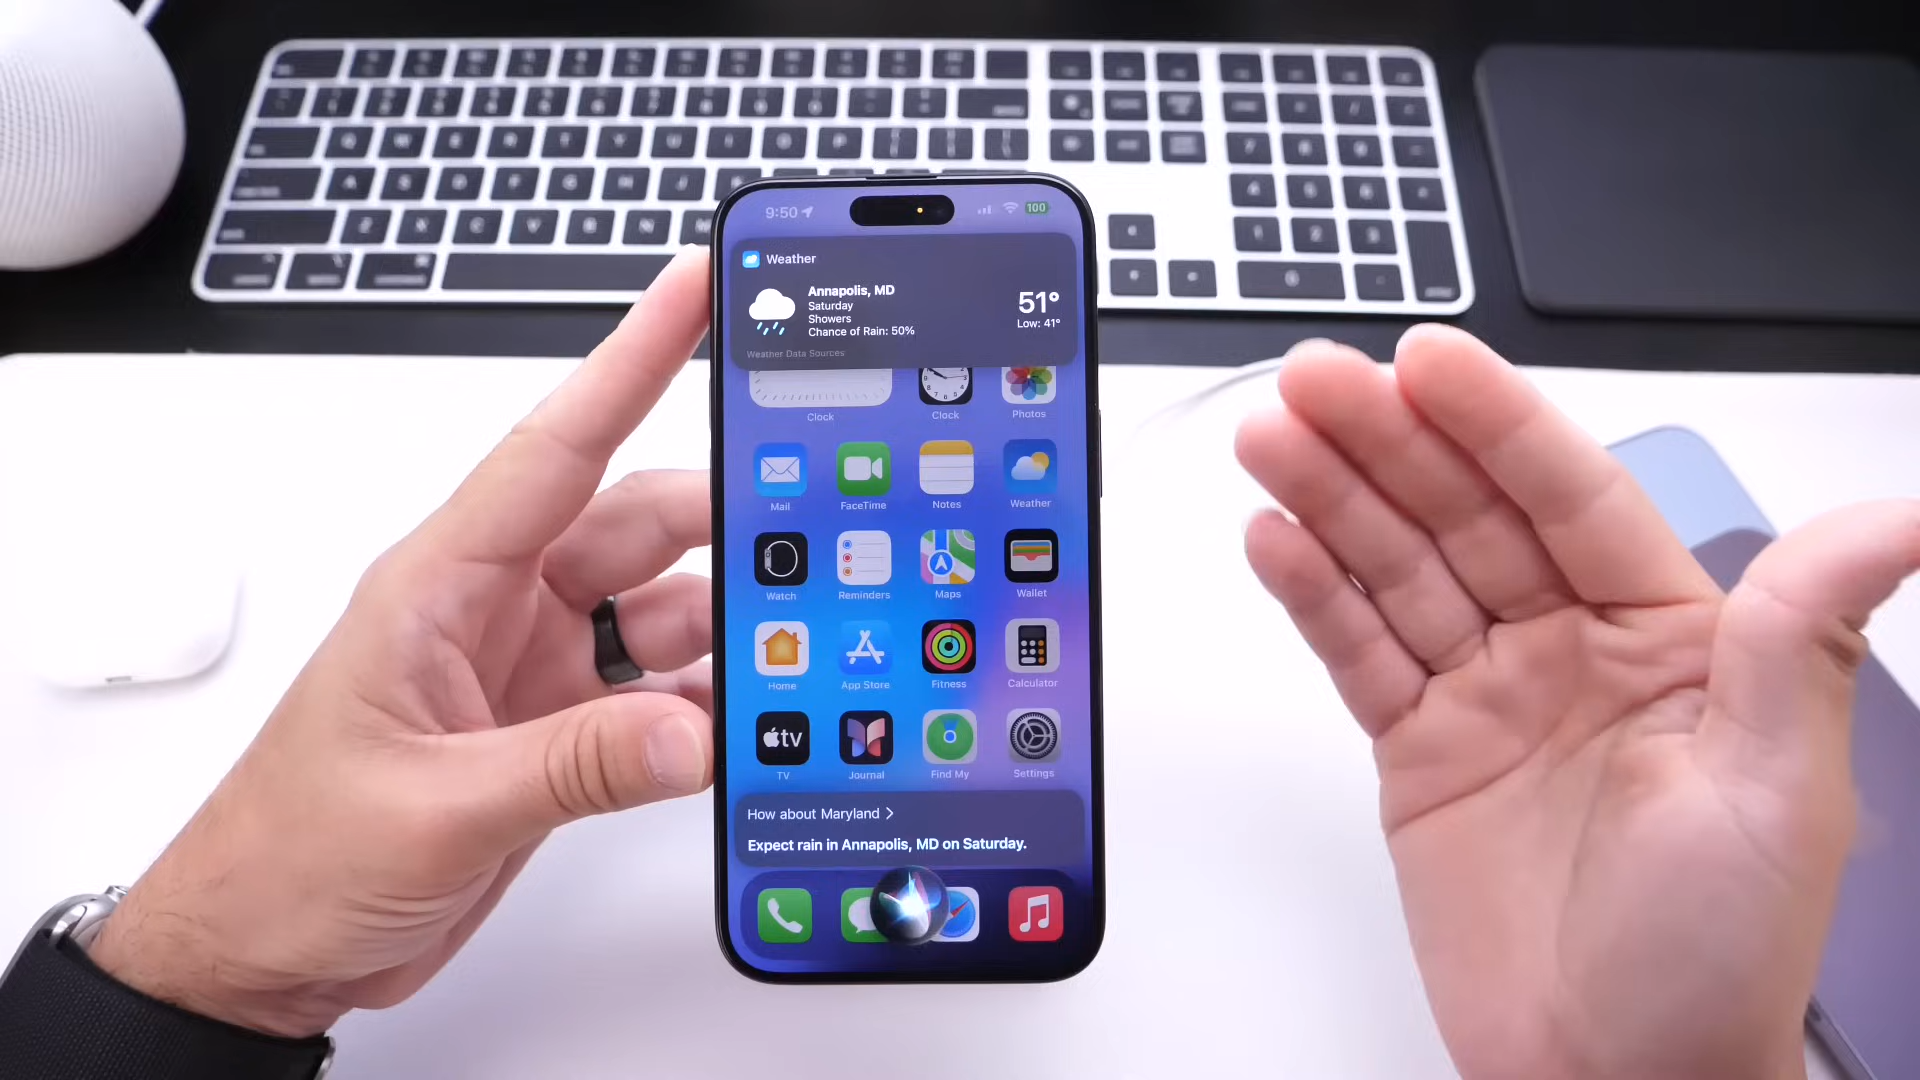 9:50
100
Weather
Annapolis, MD
Saturday
Showers
Chance of Rain: 50%
51°
Low: 41°
Weather Data Sources
Clock
Clock
Photos
Mail
FaceTime
Notes
Weather
Watch
Reminders
Maps
Wallet
Home
App Store
Fitness
Calculator
tv
TV
Journal
Find My
Settings
How about Maryland >
Expect rain in Annapolis, MD on Saturday.